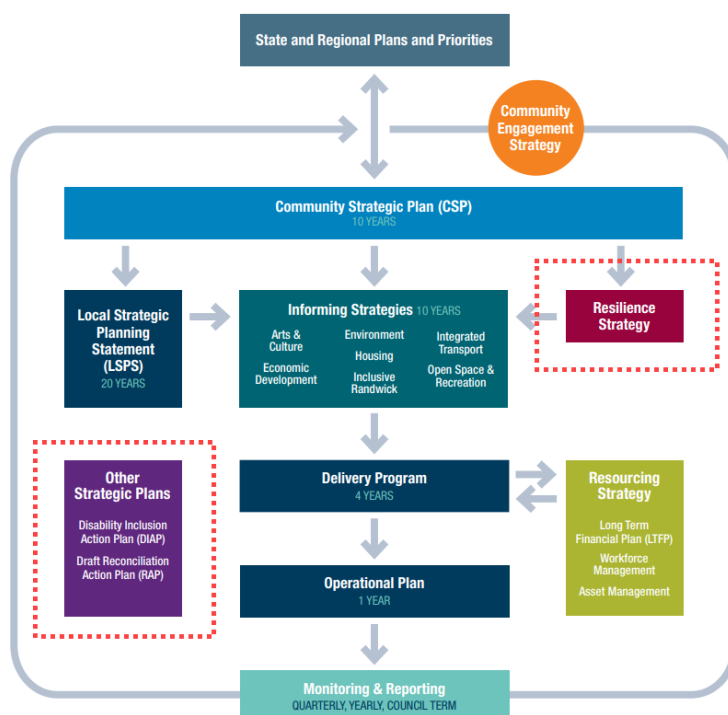 State and Regional Plans and Priorities
Community
Engagement
Strategy
Community Strategic Plan (CSP)
10 YEARS
Local Strategic
Planning
Statement
(LSPS)
20 YEARS
Informing Strategies 10 YEARS
Arts &
Culture
Economic
Development
Environment
Housing
Inclusive
Randwick
Integrated
Transport
Open Space &
Recreation
Resilience
Strategy
Other
Strategic Plans
Disability Inclusion
Action Plan (DIAP)
Draft Reconciliation
Action Plan (RAP)
Delivery Program
4 YEARS
Resourcing
Strategy
Long Term
Financial Plan (LTFP)
Workforce
Management
Asset Management
Operational Plan
1 YEAR
Monitoring & Reporting
QUARTERLY, YEARLY, COUNCIL TERM